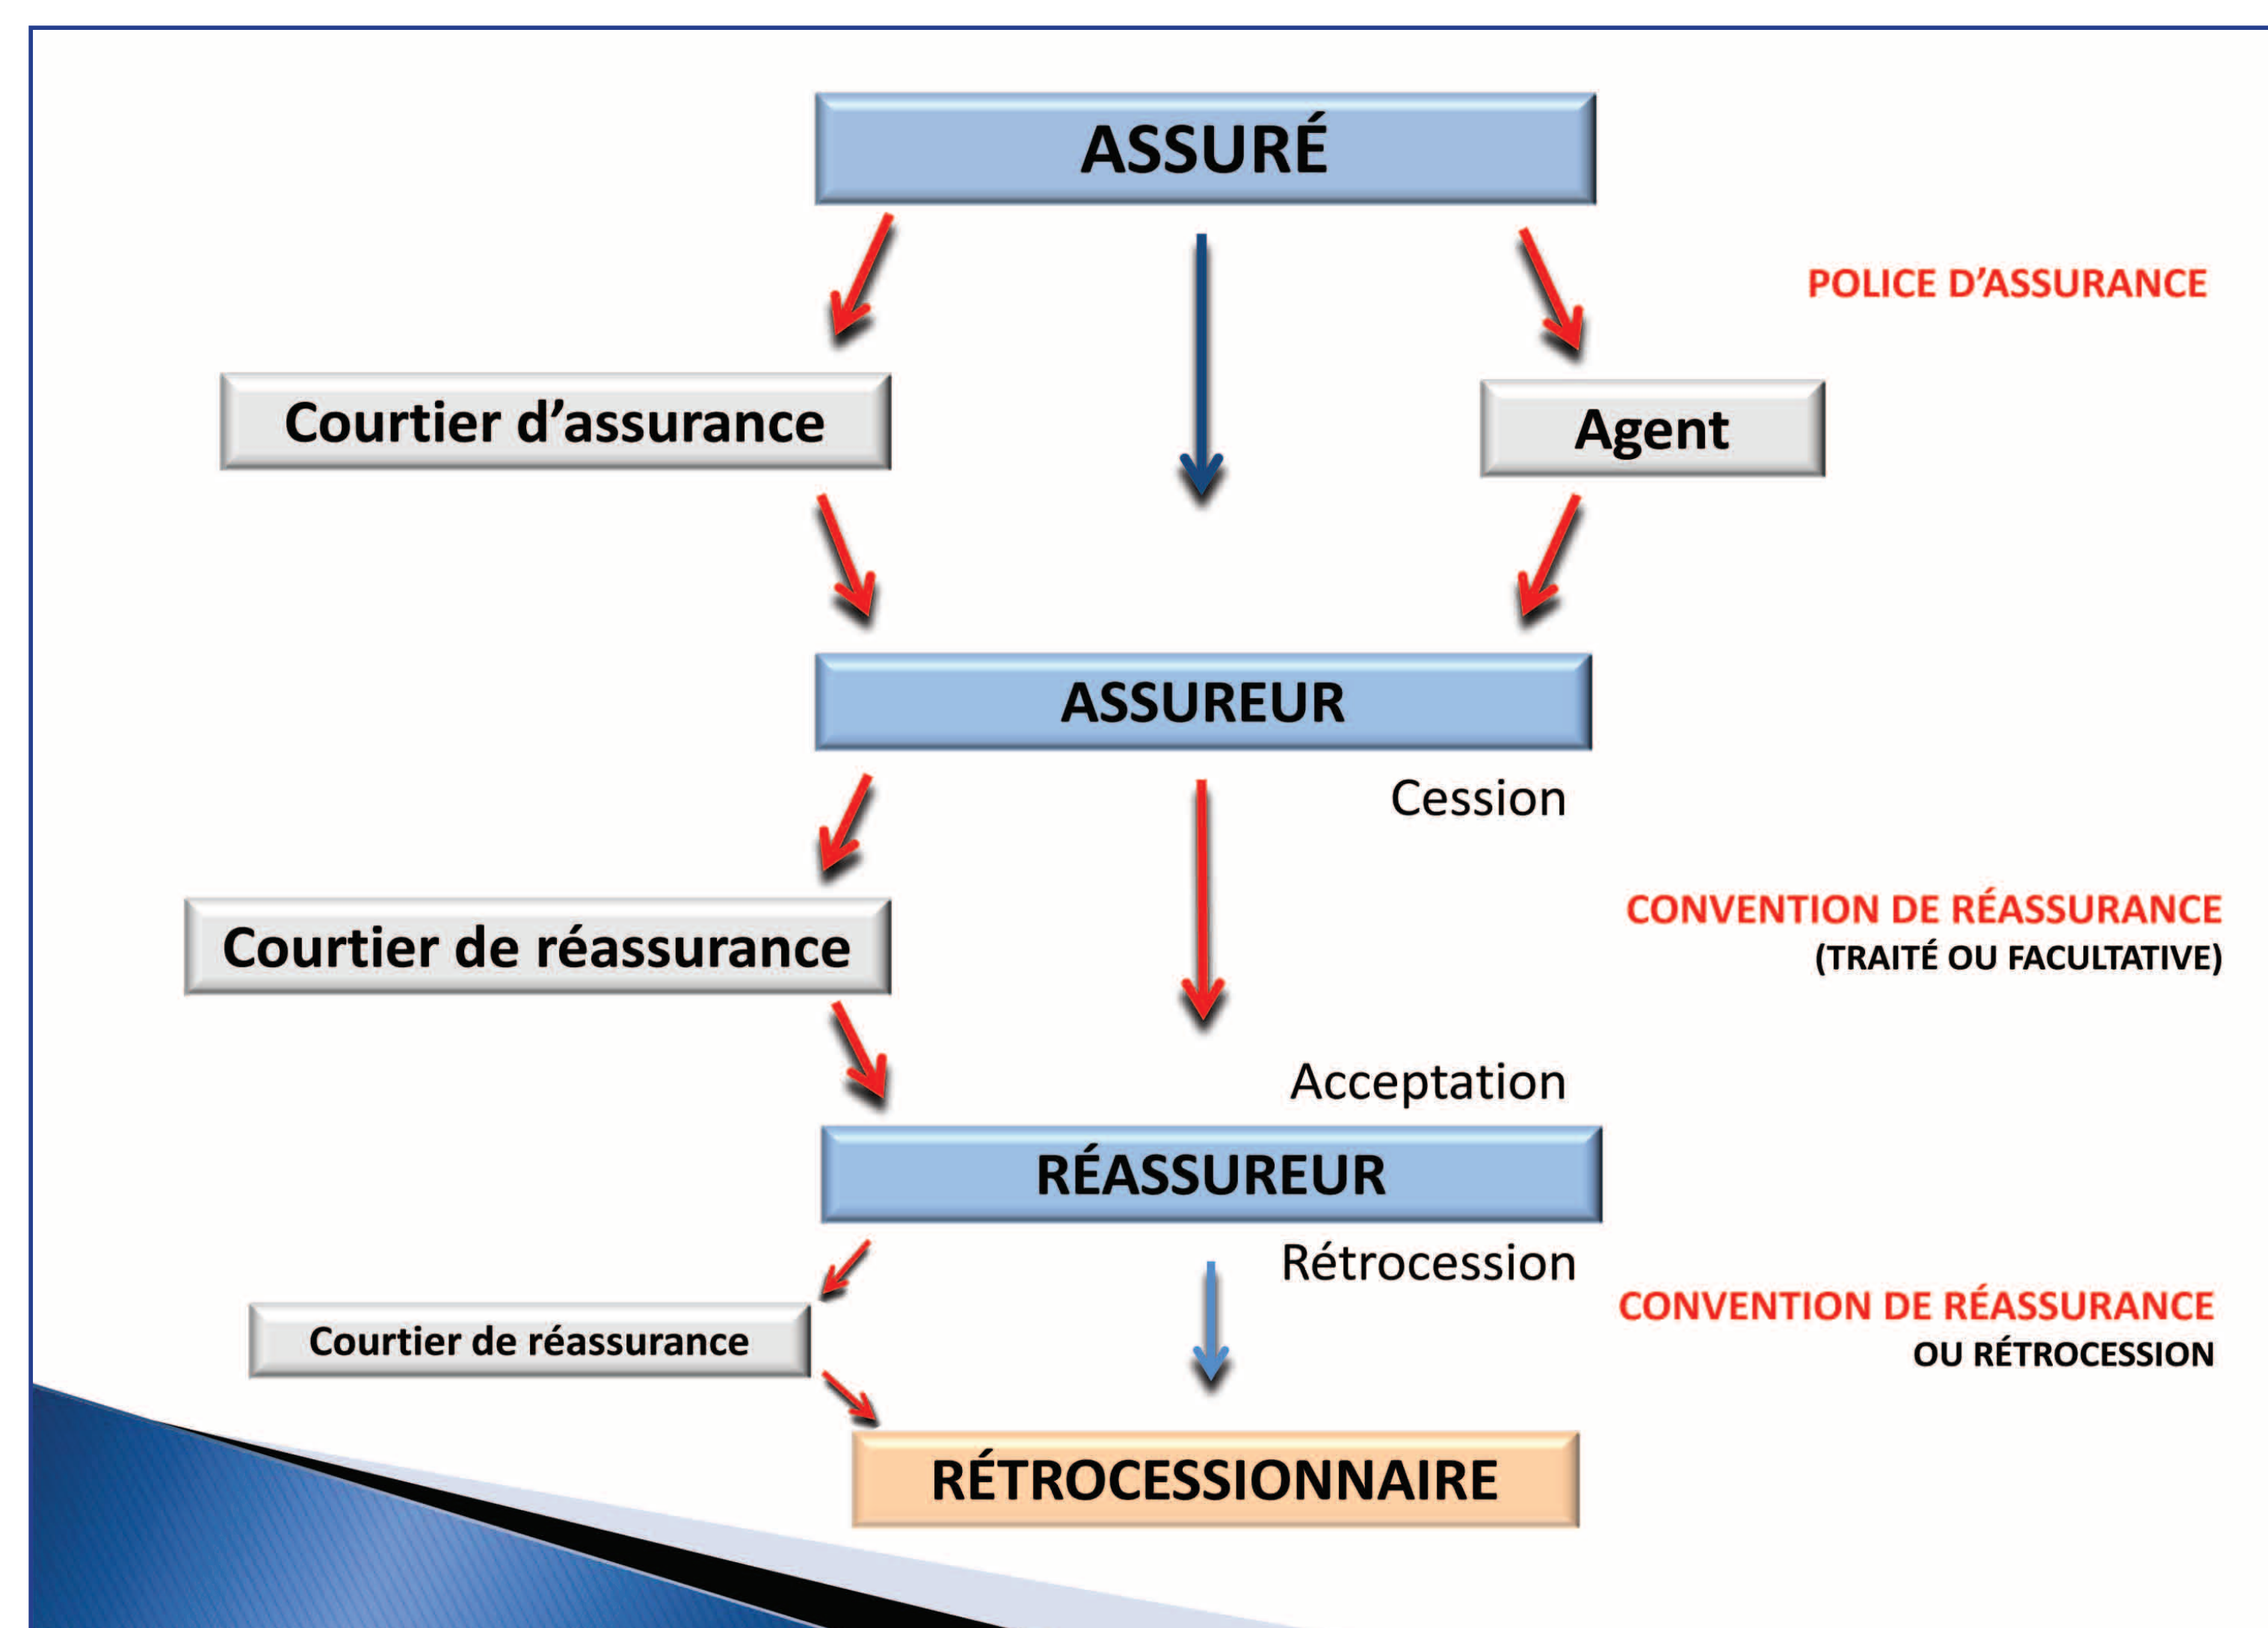 ASSURÉ
POLICE D’ASSURANCE
Courtier d’assurance
Agent
ASSUREUR
Cession
CONVENTION DE RÉASSURANCE
(TRAITÉ OU FACULTATIVE)
Courtier de réassurance
Acceptation
RÉASSUREUR
Rétrocession
CONVENTION DE RÉASSURANCE
OU RÉTROCESSION
Courtier de réassurance
RÉTROCESSIONNAIRE